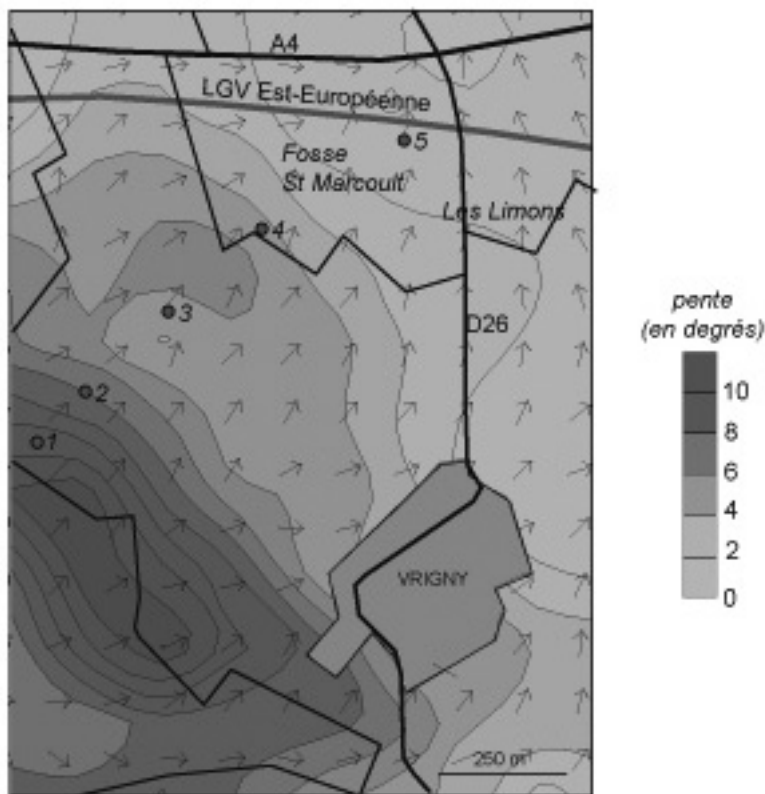 A4
LGV Est-Européenne
5
Fosse
St Marcoult
Les Limons
4
pente
(en degrés)
3
D26
10
2
8
1
6
4
2
VRIGNY
0
250 m